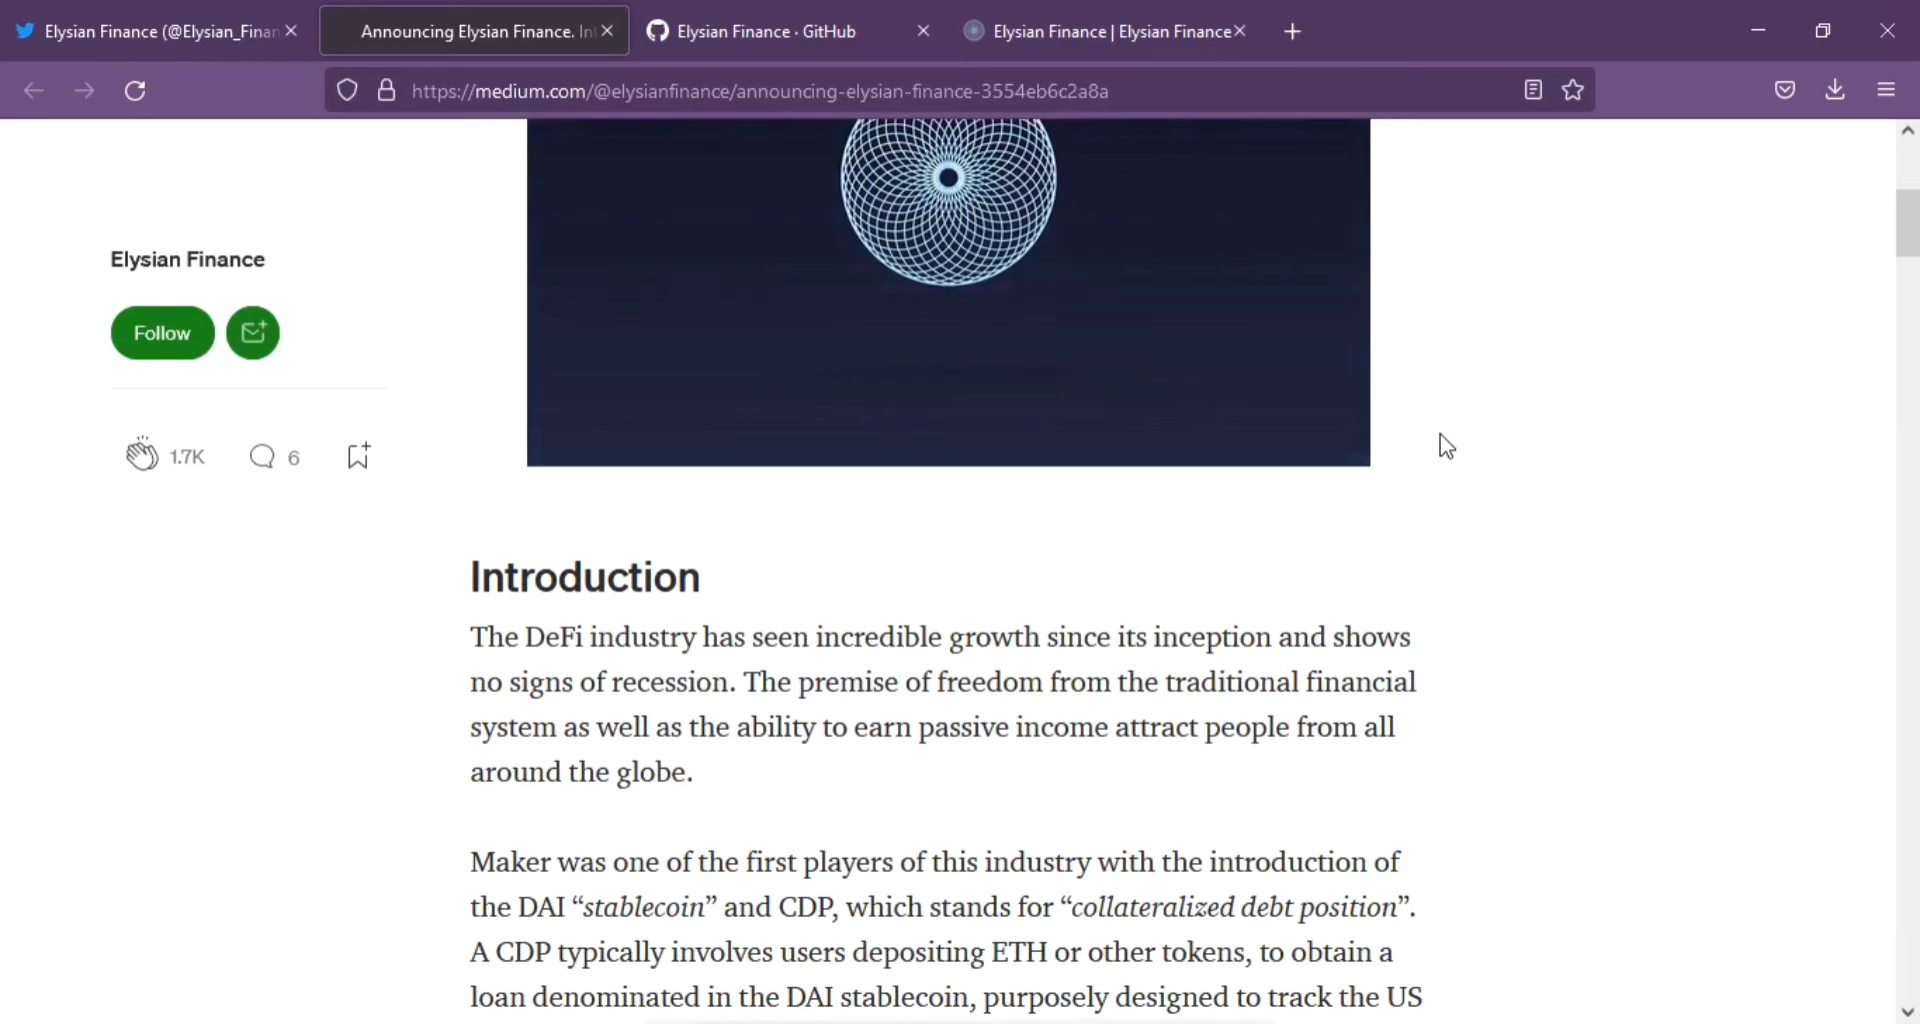 Elysian Finance (@Elysian_Finan
Announcing Elysian Finance. Int
Elysian Finance · GitHub
Elysian Finance | Elysian Finance
https://medium.com/@elysianfinance/announcing-elysian-finance-3554eb6c2a8a
Elysian Finance
Follow
1.7K
6
Introduction
The DeFi industry has seen incredible growth since its inception and shows
no signs of recession. The premise of freedom from the traditional financial
system as well as the ability to earn passive income attract people from all
around the globe.
Maker was one of the first players of this industry with the introduction of
the DAI “stablecoin” and CDP, which stands for “collateralized debt position”.
A CDP typically involves users depositing ETH or other tokens, to obtain a
loan denominated in the DAI stablecoin, purposely designed to track the US